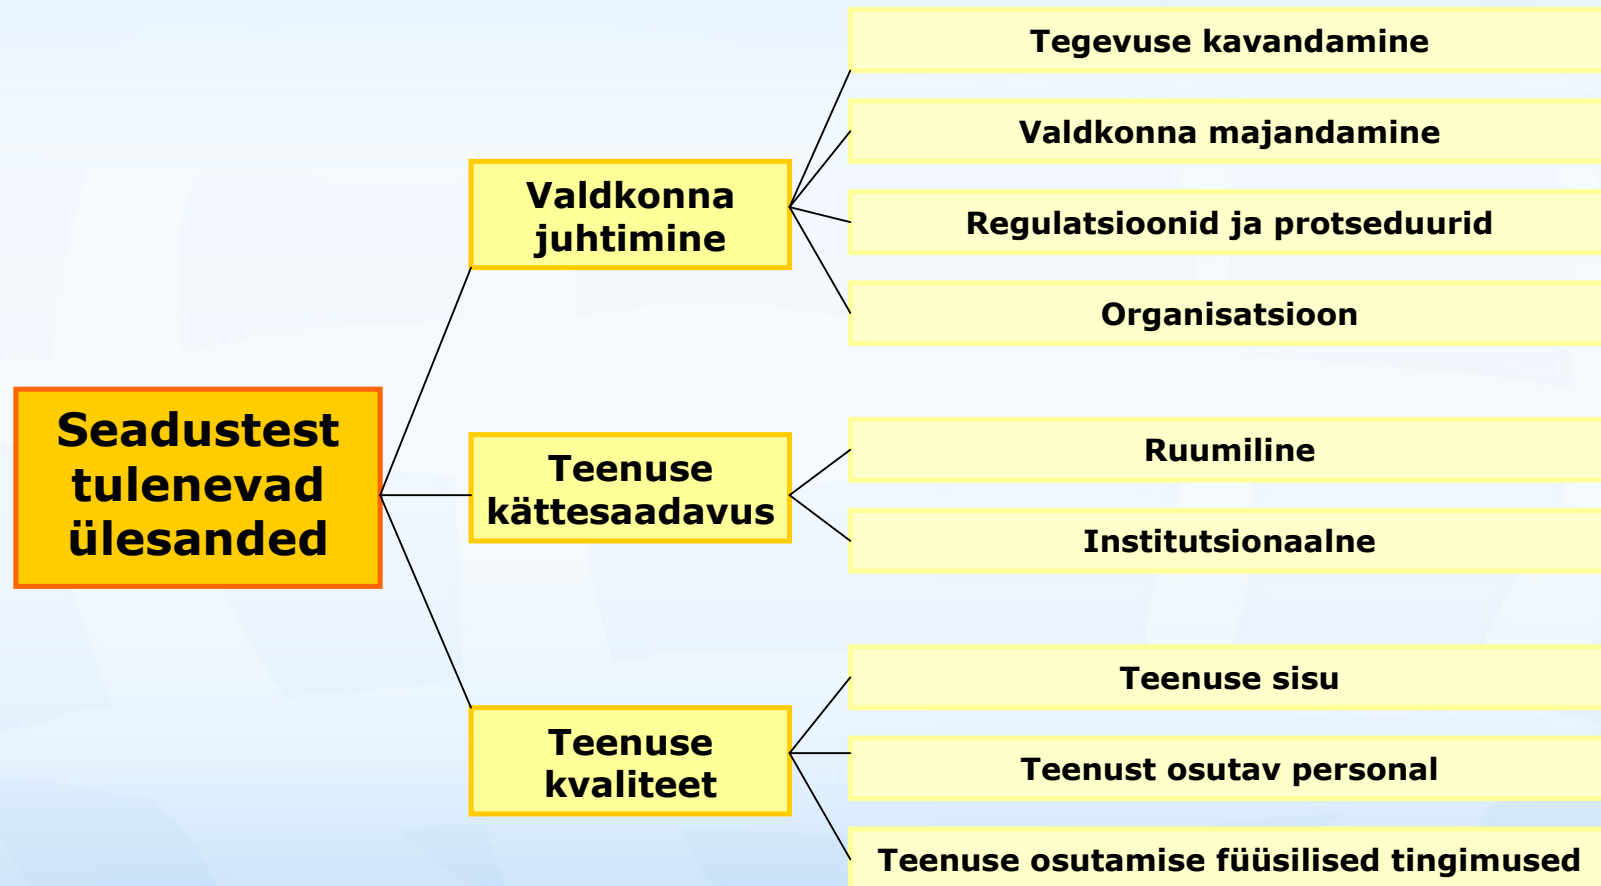 Seadustest
tulenevad
ülesanded
Valdkonna
juhtimine
Tegevuse kavandamine
Valdkonna majandamine
Regulatsioonid ja protseduurid
Organisatsioon
Teenuse
kättesaadavus
Ruumiline
Institutsionaalne
Teenuse
kvaliteet
Teenuse sisu
Teenust osutav personal
Teenuse osutamise füüsilised tingimused